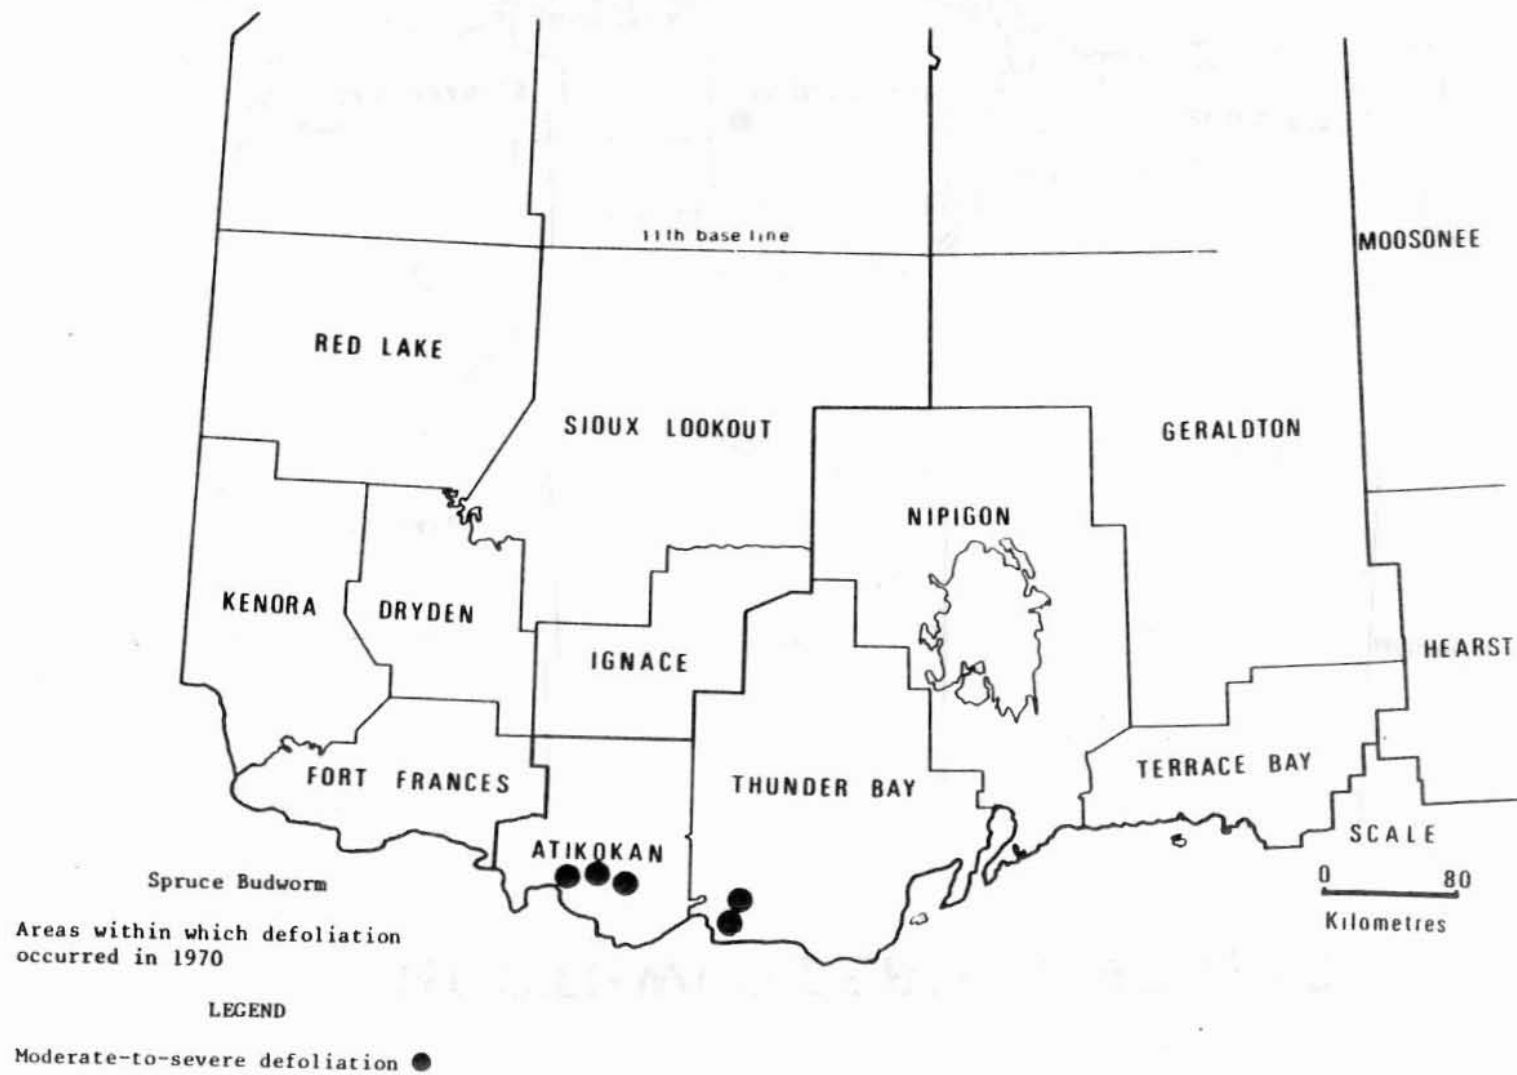 11th base line
MOOSONEE
RED LAKE
SIOUX LOOKOUT
GERALDTON
NIPIGON
KENORA
DRYDEN
IGNACE
HEARST
FORT FRANCES
THUNDER BAY
TERRACE BAY
ATIKOKAN
SCALE
0 80
Kilometres
Spruce Budworm
Areas within which defoliation
occurred in 1970
LEGEND
Moderate-to-severe defoliation